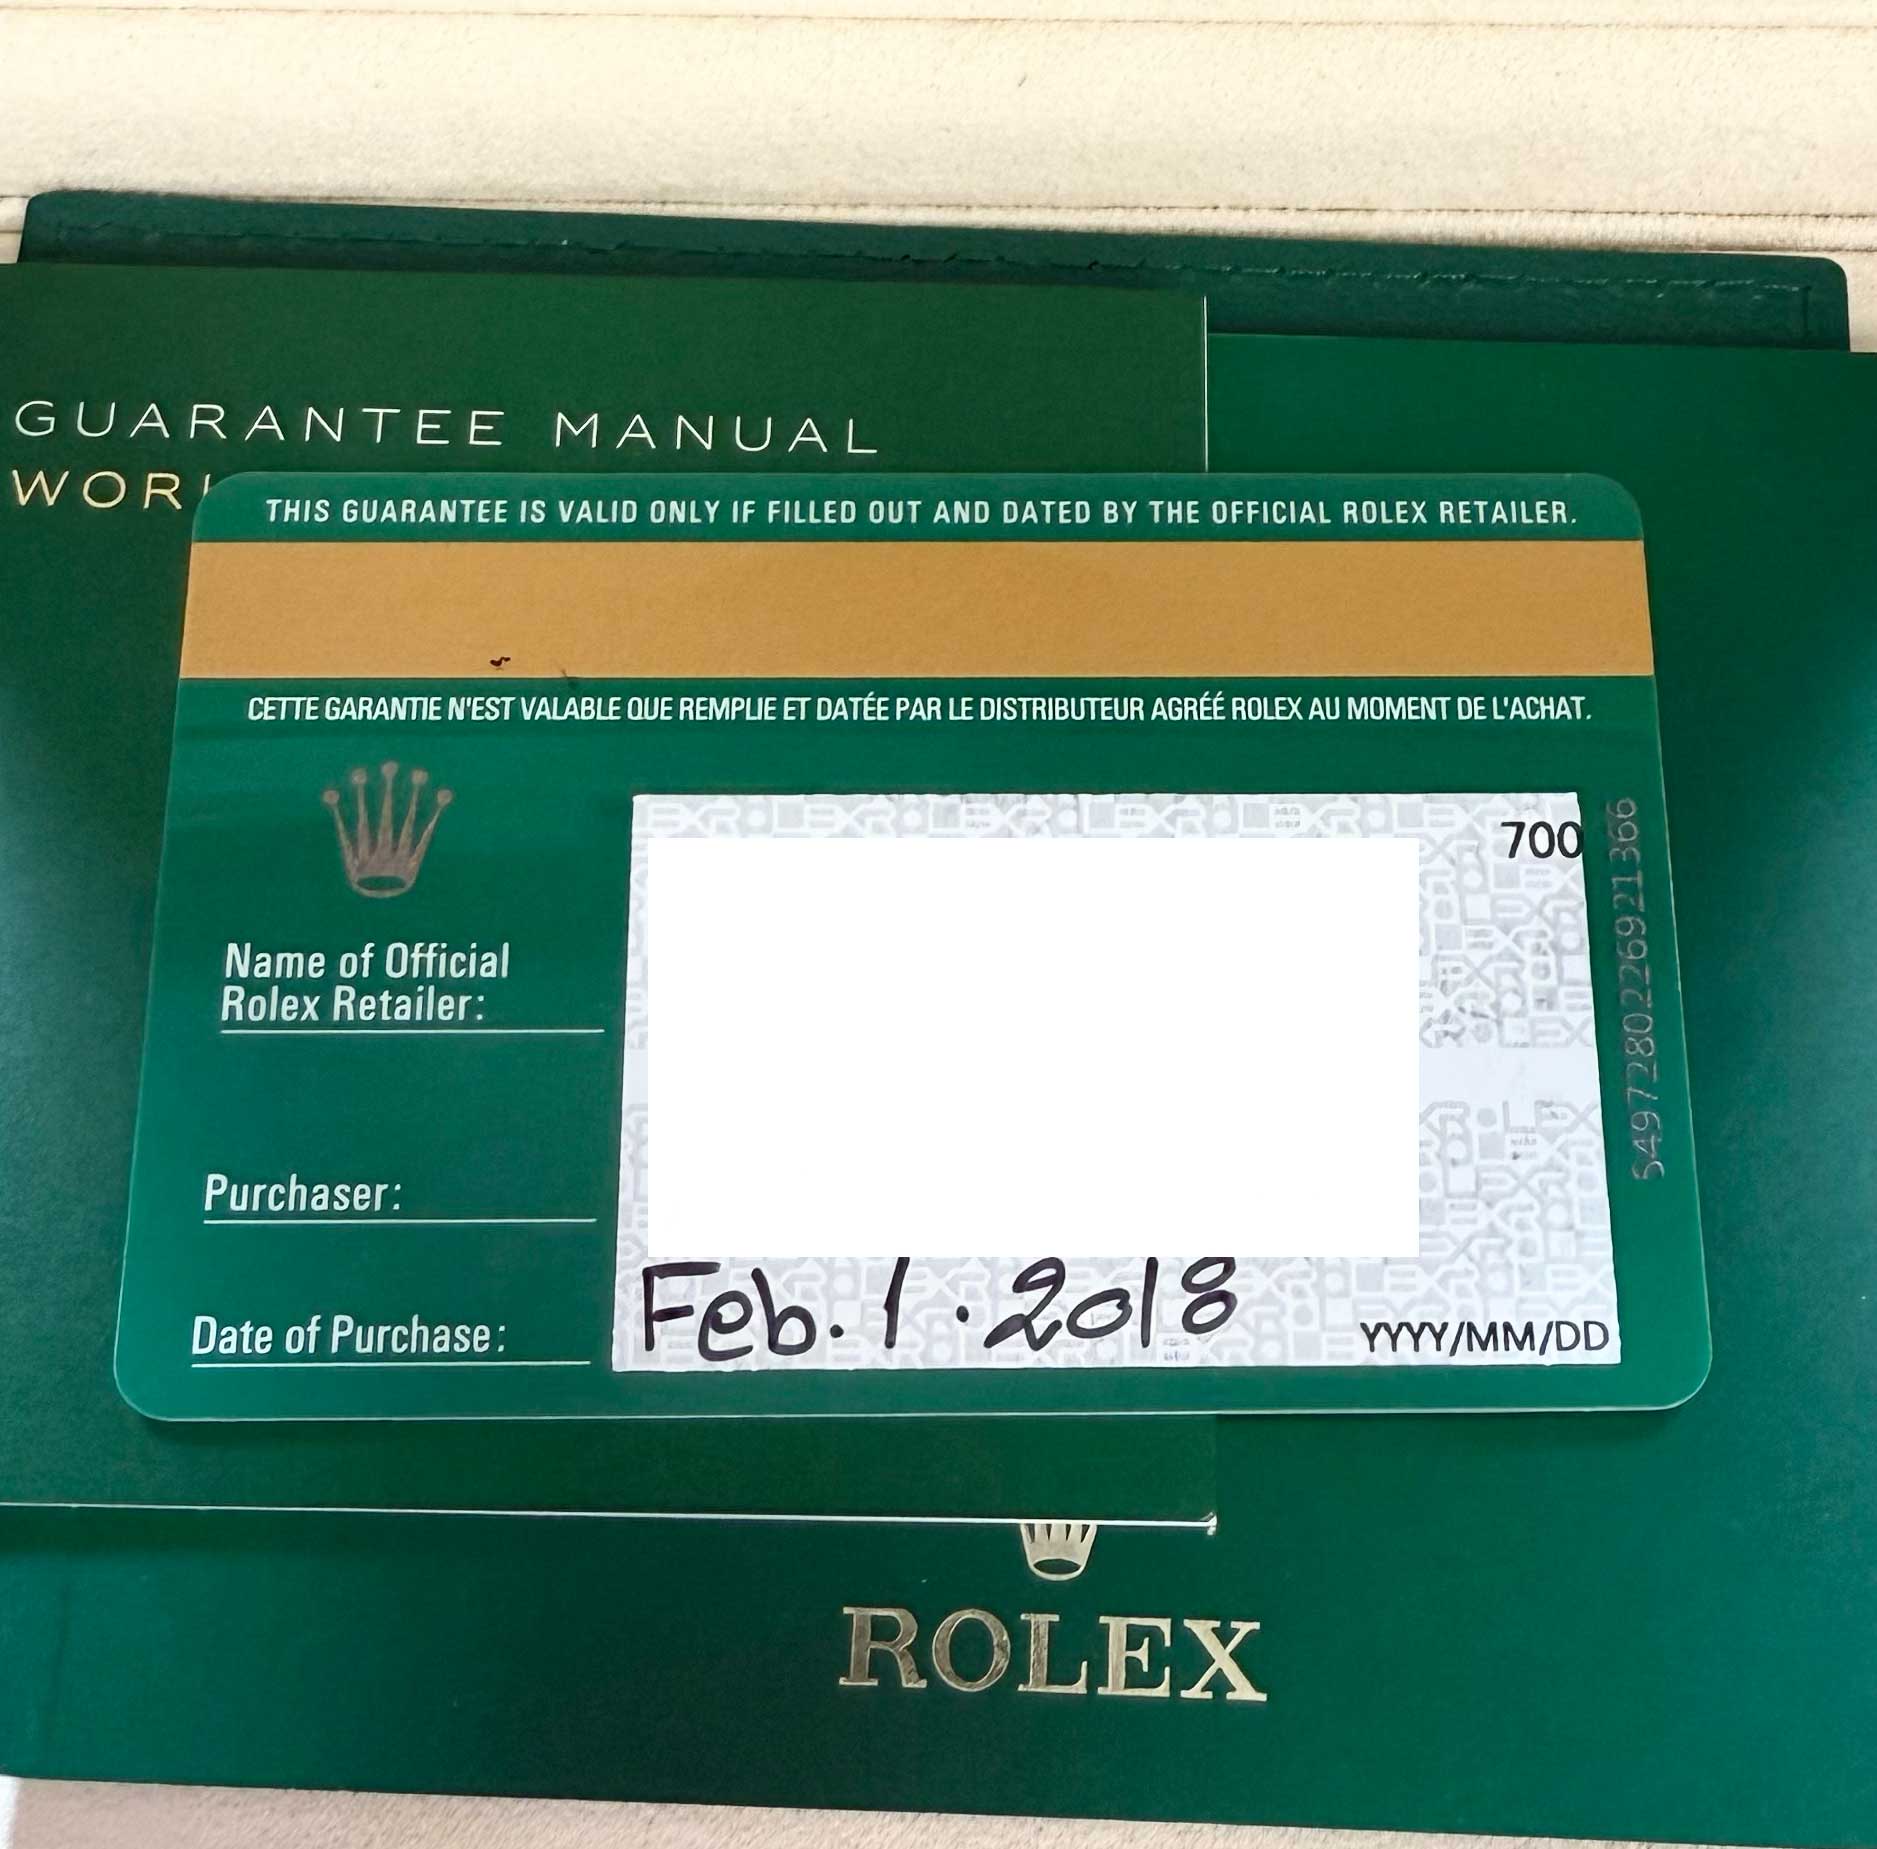 GUARANTEE MANUAL
WOR
THIS GUARANTEE IS VALID ONLY IF FILLED OUT AND DATED BY THE OFFICIAL ROLEX RETAILER.
CETTE GARANTIE N'EST VALABLE QUE REMPLIE ET DATÉE PAR LE DISTRIBUTEUR AGRÉÉ ROLEX AU MOMENT DE L'ACHAT.
700
Name of Official
Rolex Retailer:
Purchaser:
Date of Purchase: Feb. 1 . 2018 YYYY/MM/DD
5497280226921366
ROLEX